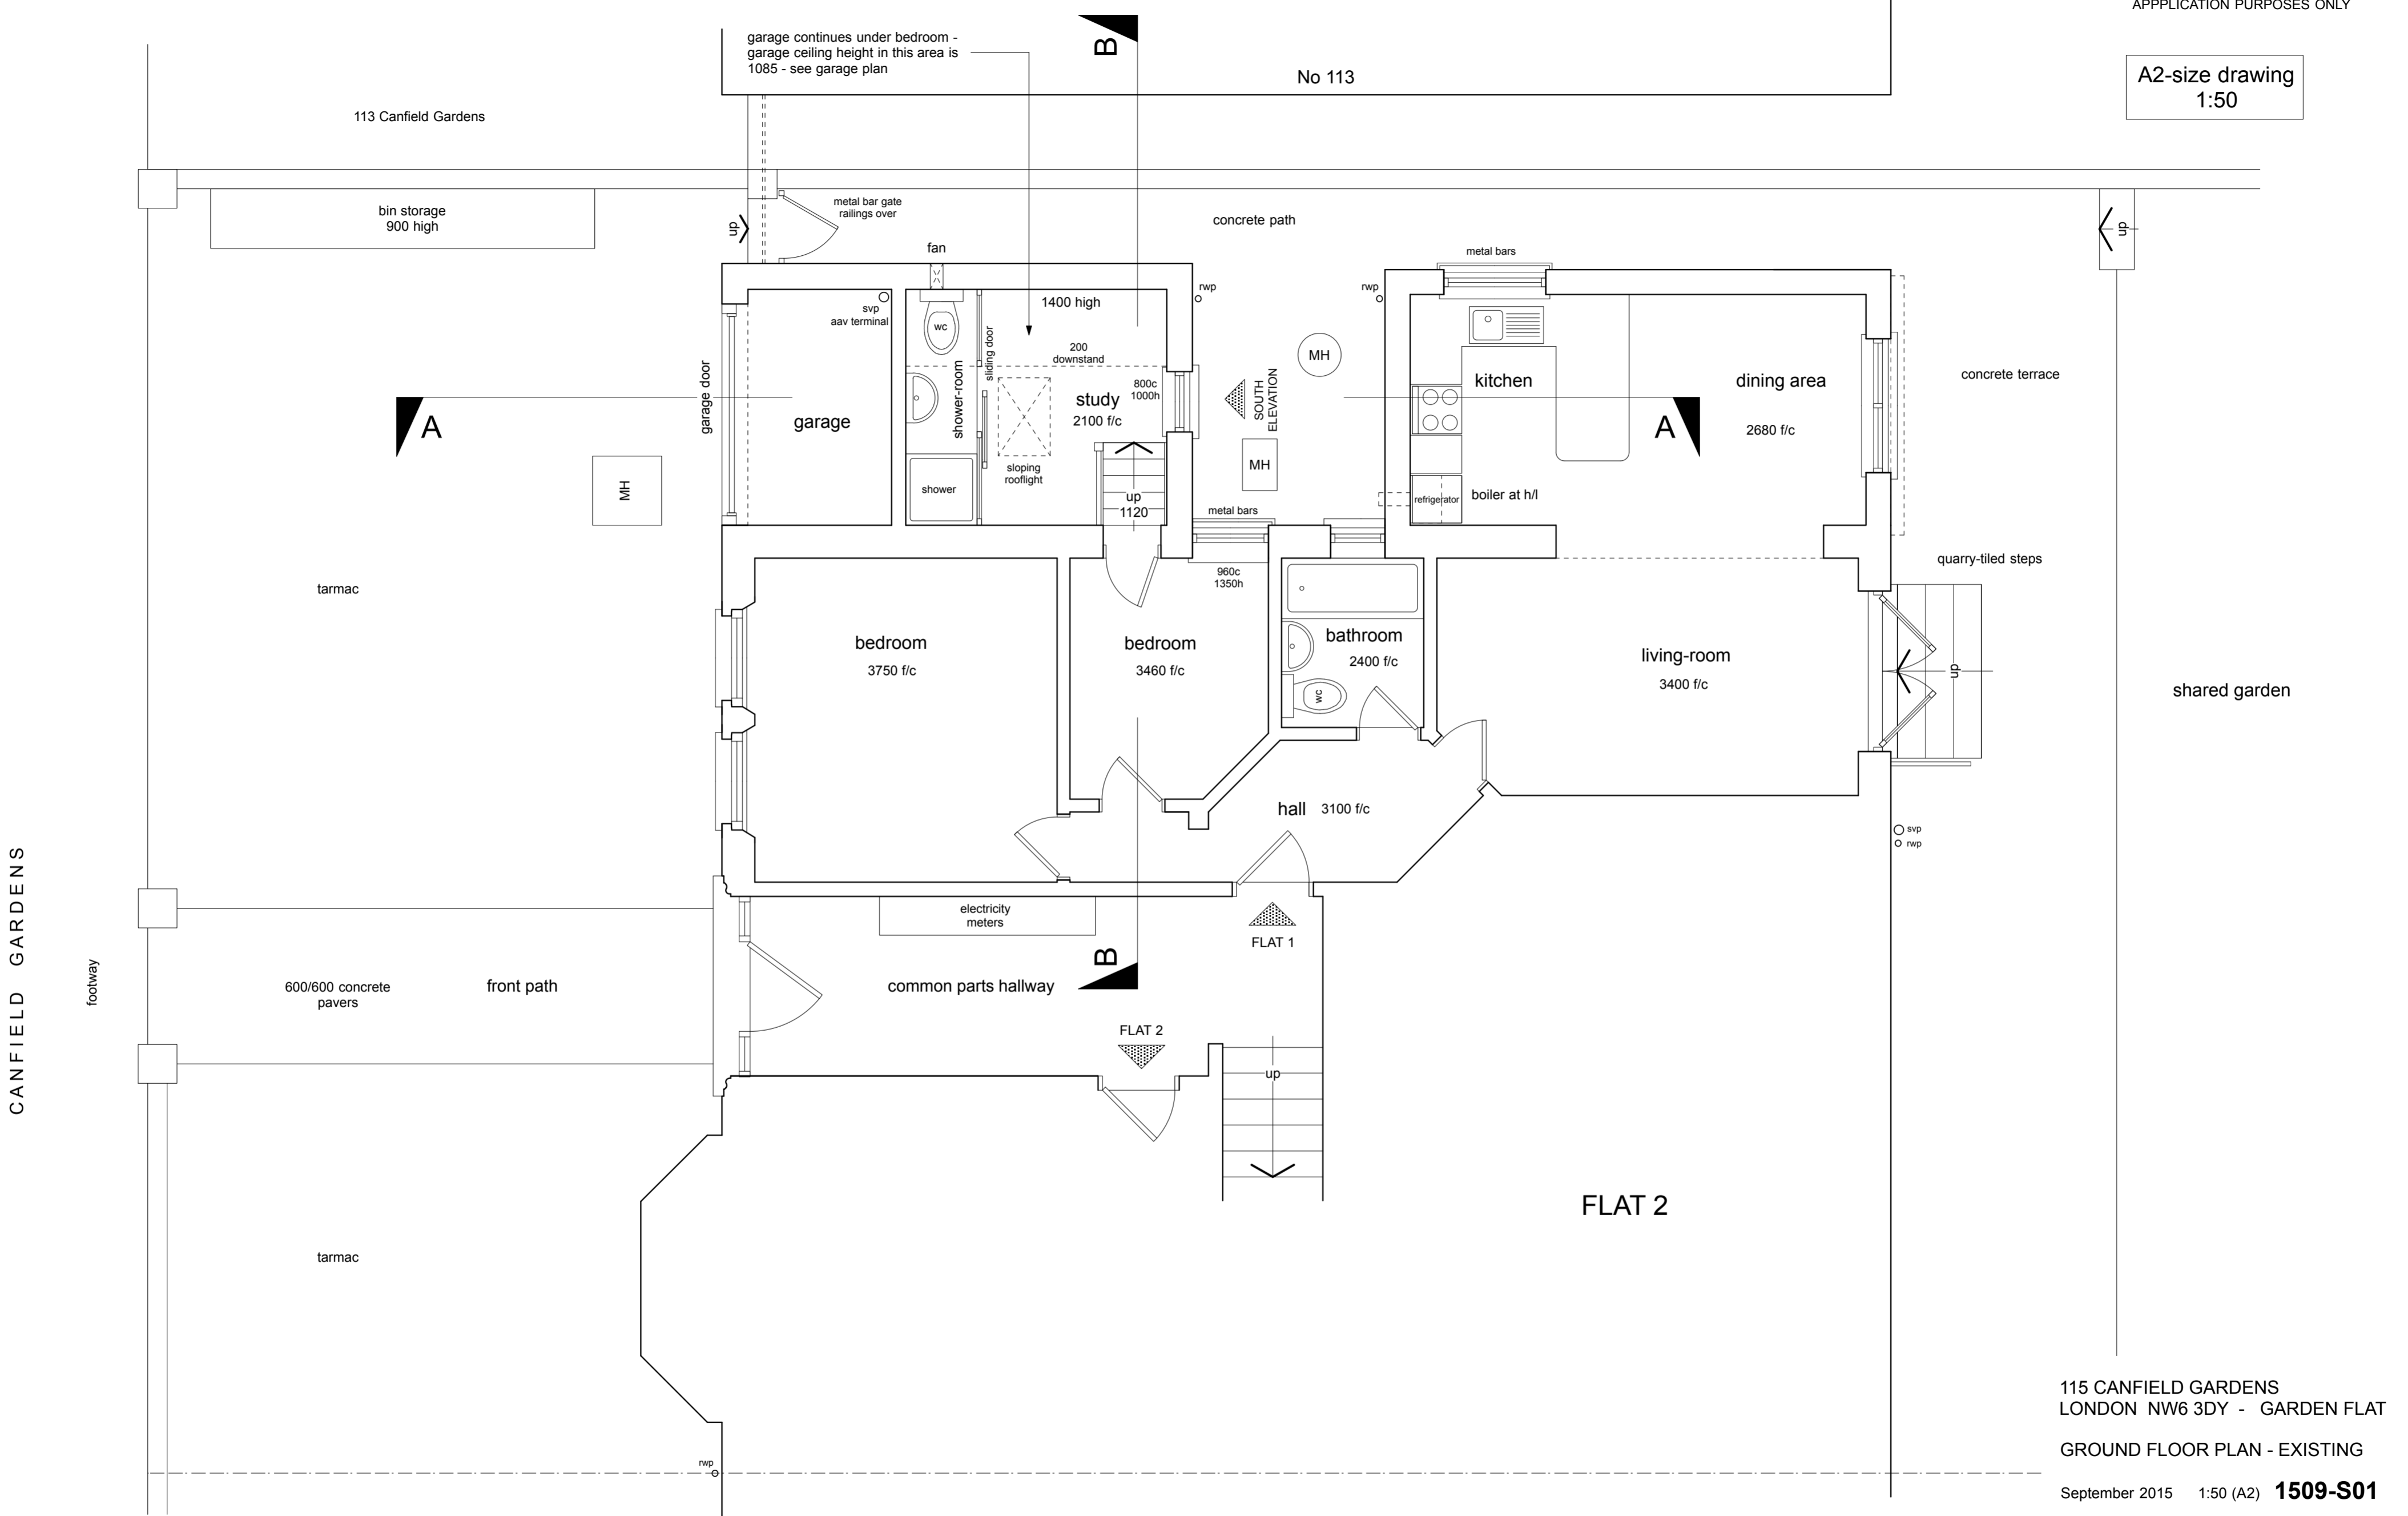 APPPLICATION PURPOSES ONLY
A2-size drawing
1:50
garage continues under bedroom -
garage ceiling height in this area is
1085 - see garage plan
B
No 113
113 Canfield Gardens
bin storage
900 high
up
metal bar gate
railings over
concrete path
up
fan
metal bars
rwp
rwp
svp
aav terminal
wc
1400 high
sliding door
200
downstand
MH
shower-room
garage door
800c
1000h
study
2100 f/c
SOUTH
ELEVATION
kitchen
dining area
2680 f/c
concrete terrace
A
garage
A
MH
sloping
rooflight
shower
up
1120
MH
refrigerator
boiler at h/l
metal bars
960c
1350h
quarry-tiled steps
tarmac
bedroom
3750 f/c
bedroom
3460 f/c
bathroom
2400 f/c
wc
living-room
3400 f/c
up
shared garden
hall
3100 f/c
svp
rwp
electricity
meters
FLAT 1
B
CANFIELD GARDENS
footway
600/600 concrete
pavers
front path
common parts hallway
FLAT 2
up
FLAT 2
tarmac
rwp
115 CANFIELD GARDENS
LONDON NW6 3DY - GARDEN FLAT
GROUND FLOOR PLAN - EXISTING
September 2015 1:50 (A2) 1509-S01